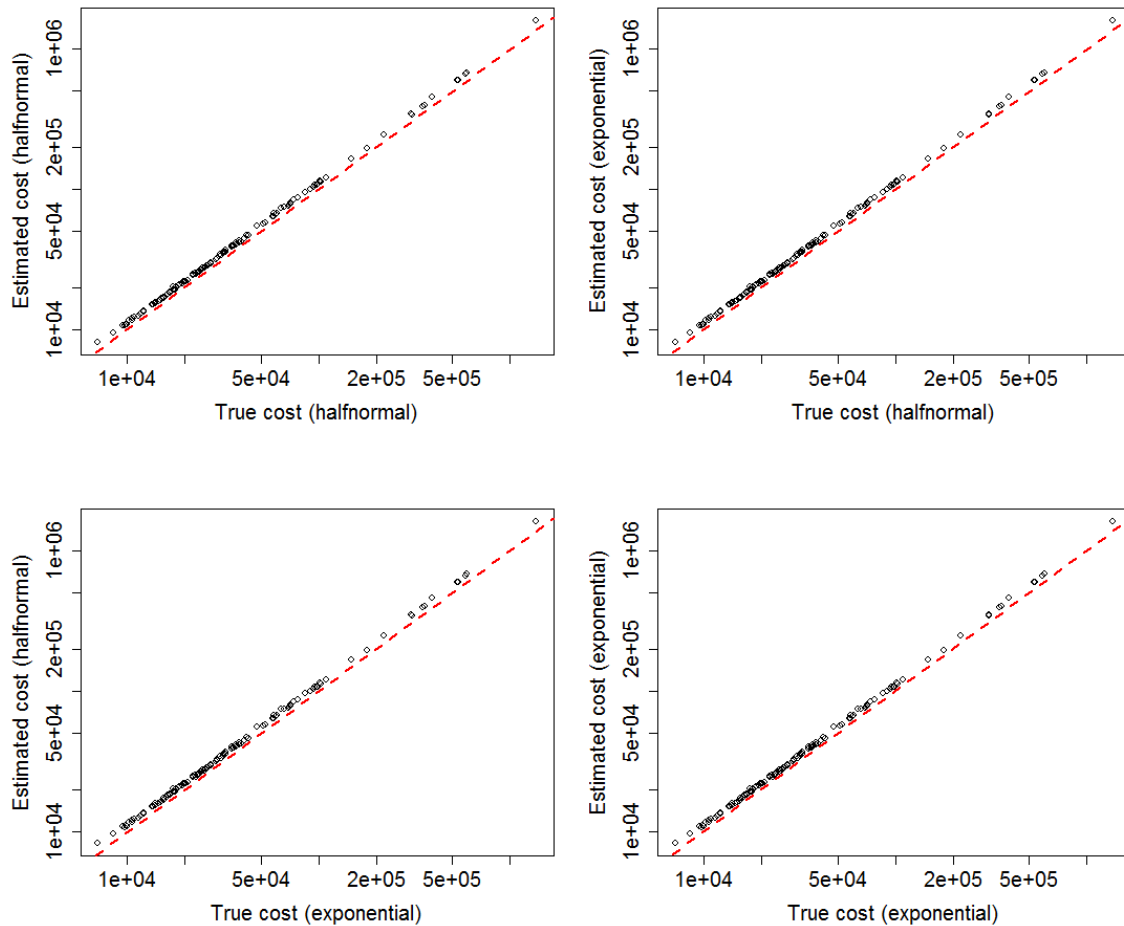 Estimated cost (halfnormal)
1e+06
2e+05
5e+04
1e+04
1e+04 5e+04 2e+05 5e+05
True cost (halfnormal)
Estimated cost (exponential)
1e+06
2e+05
5e+04
1e+04
1e+04 5e+04 2e+05 5e+05
True cost (halfnormal)
Estimated cost (halfnormal)
1e+06
2e+05
5e+04
1e+04
1e+04 5e+04 2e+05 5e+05
True cost (exponential)
Estimated cost (exponential)
1e+06
2e+05
5e+04
1e+04
1e+04 5e+04 2e+05 5e+05
True cost (exponential)